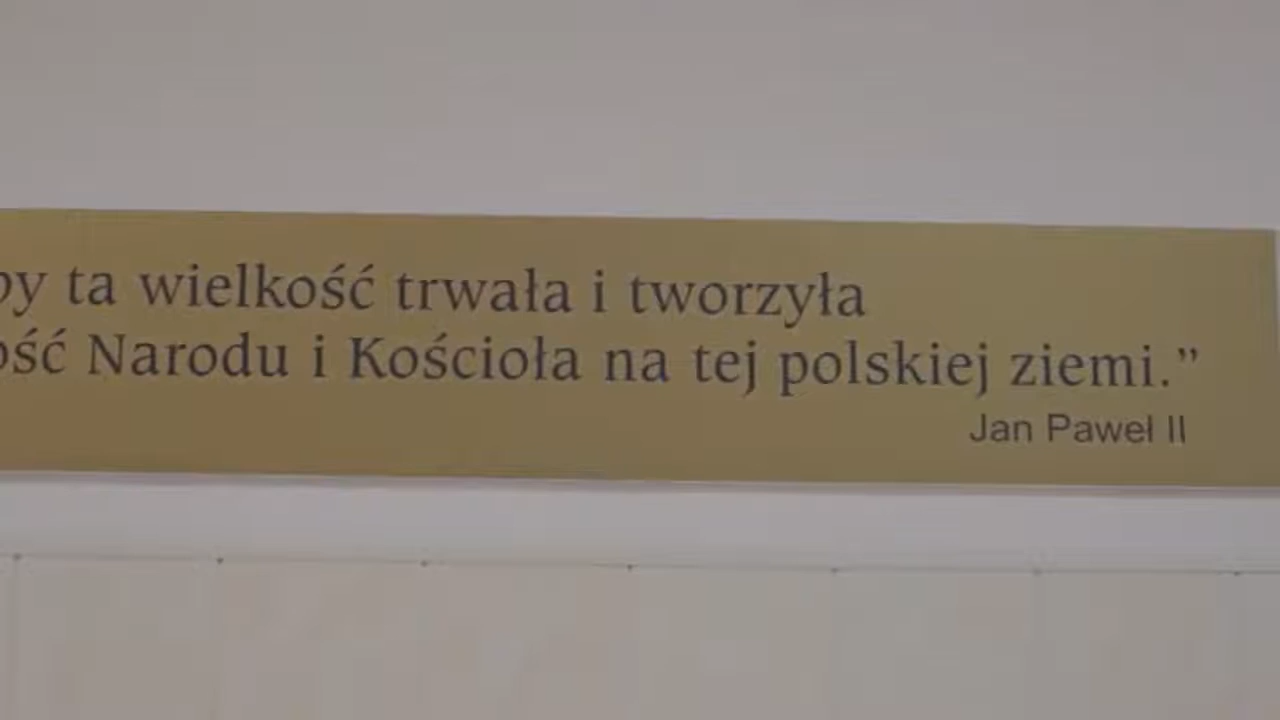 ta wielkość trwała i tworzyła
Narodu i Kościoła na tej polskiej ziemi.”
Jan Paweł II